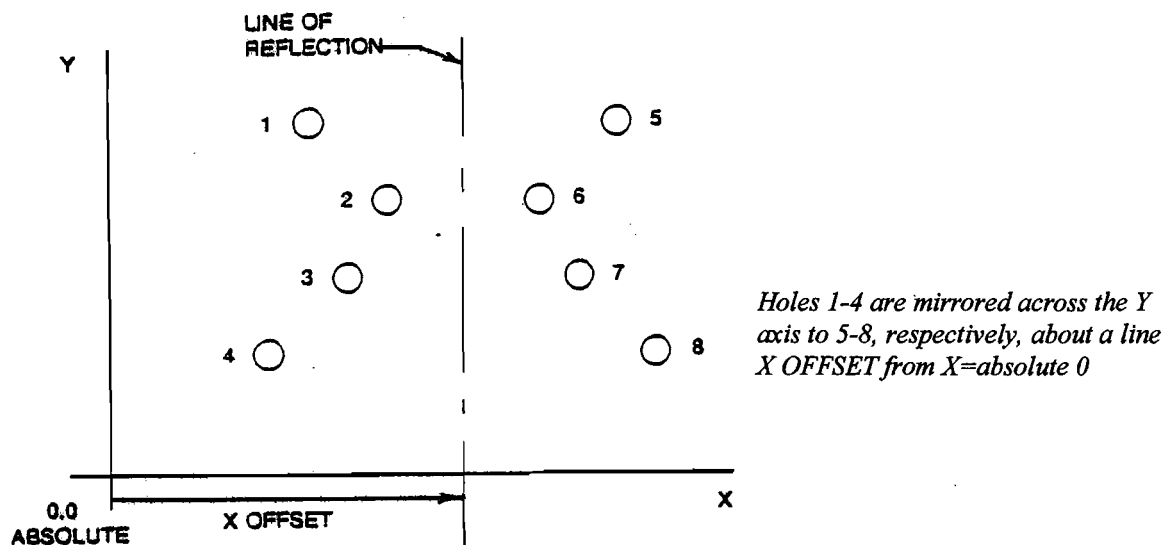 LINE OF
REFLECTION
Y
1
5
2
6
3
7
4
8
Holes 1-4 are mirrored across the Y
axis to 5-8, respectively, about a line
X OFFSET from X=absolute 0
X
0.0
ABSOLUTE
X OFFSET